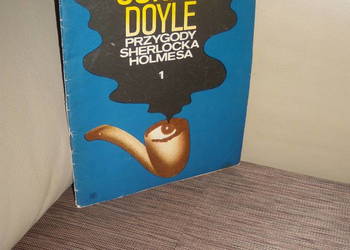 DOYLE
PRZYGODY
SHERLOCKA
HOLMESA
1